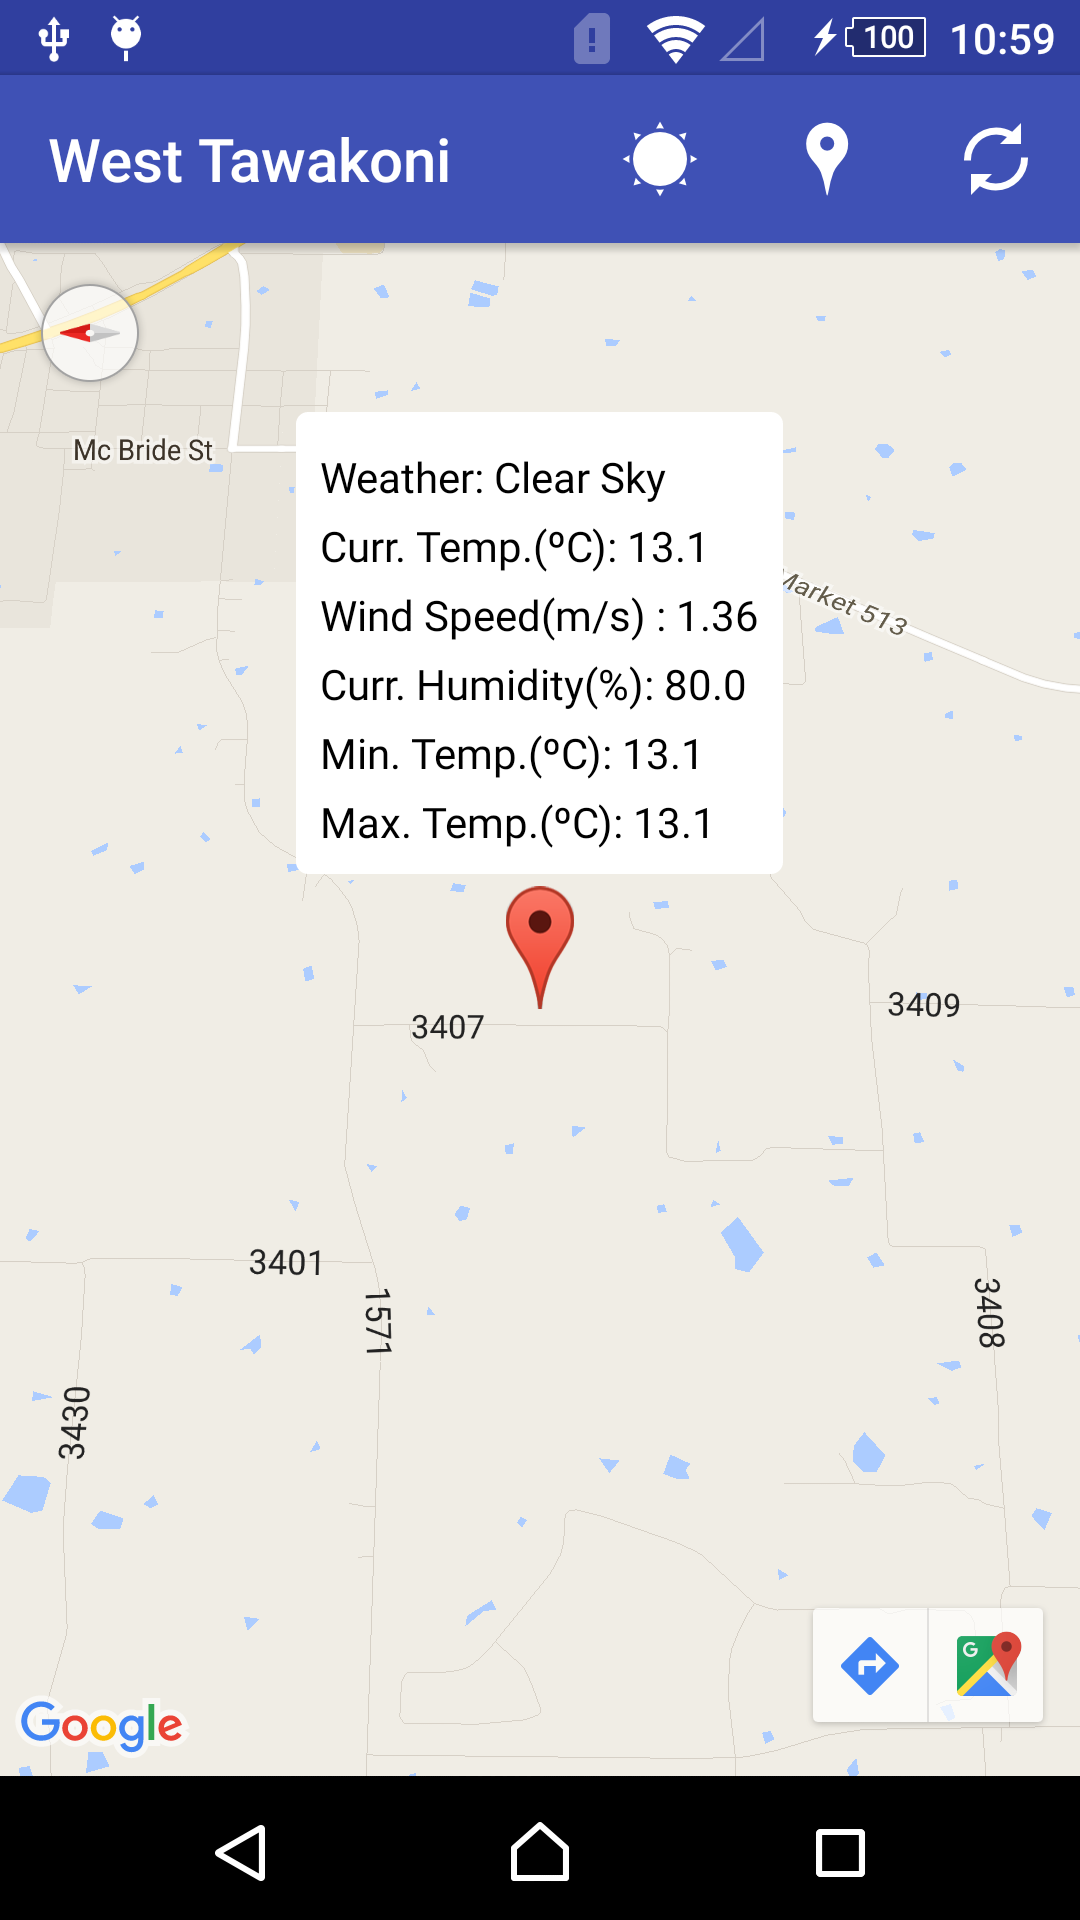 100 10:59
West Tawakoni
Mc Bride St
Weather: Clear Sky
Curr. Temp.(ºC): 13.1
Wind Speed(m/s) : 1.36
Curr. Humidity(%): 80.0
Min. Temp.(ºC): 13.1
Max. Temp.(ºC): 13.1
Market 513
3409
3407
3401
1571
3408
3430
G
Google